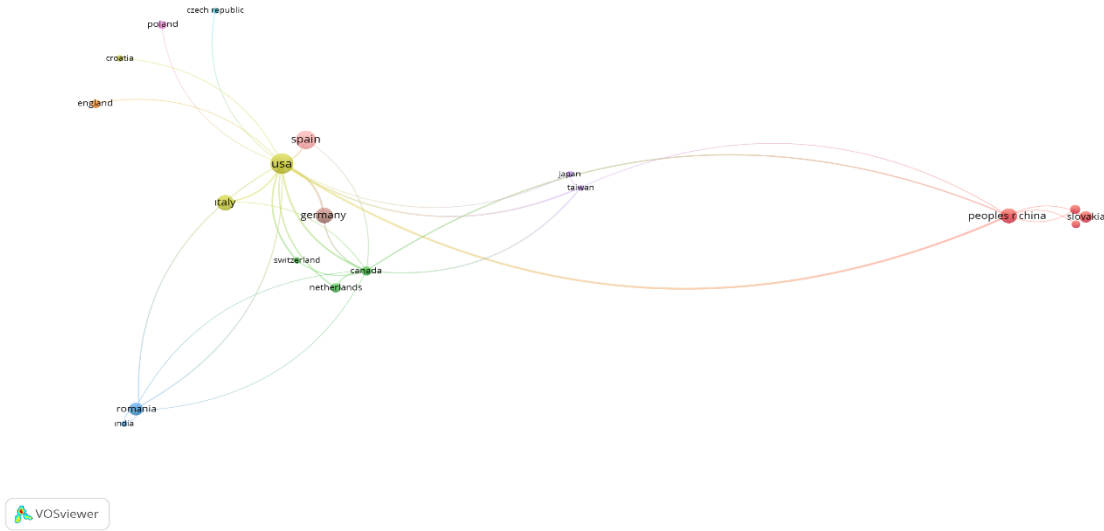 czech republic
poland
croatia
england
spain
usa
japan
taiwan
italy
germany
peoples r china
slovakia
switzerland
canada
netherlands
romania
india
VOSviewer